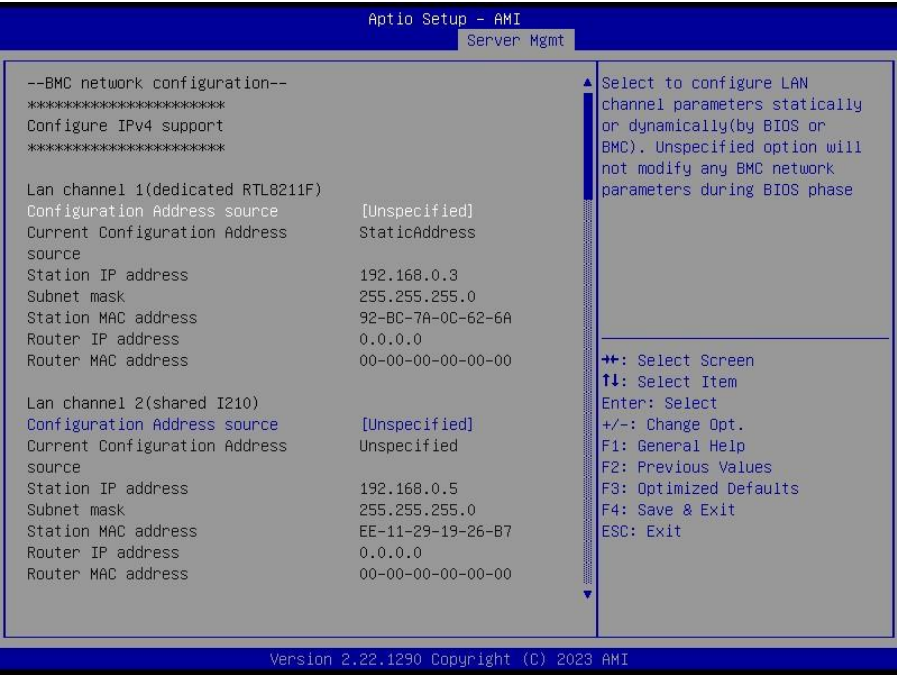 Aptio Setup - AMI
Server Mgmt
--BMC network configuration--
***********************
Configure IPv4 support
***********************
Lan channel 1(dedicated RTL8211F)
Configuration Address source [Unspecified]
Current Configuration Address StaticAddress
source
Station IP address 192.168.0.3
Subnet mask 255.255.255.0
Station MAC address 92-BC-7A-0C-62-6A
Router IP address 0.0.0.0
Router MAC address 00-00-00-00-00-00
Lan channel 2(shared I210)
Configuration Address source [Unspecified]
Current Configuration Address Unspecified
source
Station IP address 192.168.0.5
Subnet mask 255.255.255.0
Station MAC address EE-11-29-19-26-B7
Router IP address 0.0.0.0
Router MAC address 00-00-00-00-00-00
Select to configure LAN
channel parameters statically
or dynamically(by BIOS or
BMC). Unspecified option will
not modify any BMC network
parameters during BIOS phase
→←: Select Screen
↑↓: Select Item
Enter: Select
+/-: Change Opt.
F1: General Help
F2: Previous Values
F3: Optimized Defaults
F4: Save & Exit
ESC: Exit
Version 2.22.1290 Copyright (C) 2023 AMI